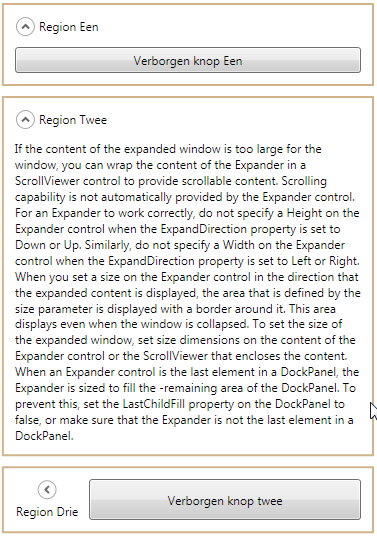 Region Een
Verborgen knop Een
Region Twee
If the content of the expanded window is too large for the
window, you can wrap the content of the Expander in a
ScrollViewer control to provide scrollable content. Scrolling
capability is not automatically provided by the Expander control.
For an Expander to work correctly, do not specify a Height on the
Expander control when the ExpandDirection property is set to
Down or Up. Similarly, do not specify a Width on the Expander
control when the ExpandDirection property is set to Left or Right.
When you set a size on the Expander control in the direction that
the expanded content is displayed, the area that is defined by the
size parameter is displayed with a border around it. This area
displays even when the window is collapsed. To set the size of
the expanded window, set size dimensions on the content of the
Expander control or the ScrollViewer that encloses the content.
When an Expander control is the last element in a DockPanel, the
Expander is sized to fill the -remaining area of the DockPanel. To
prevent this, set the LastChildFill property on the DockPanel to
false, or make sure that the Expander is not the last element in a
DockPanel.
Region Drie
Verborgen knop twee